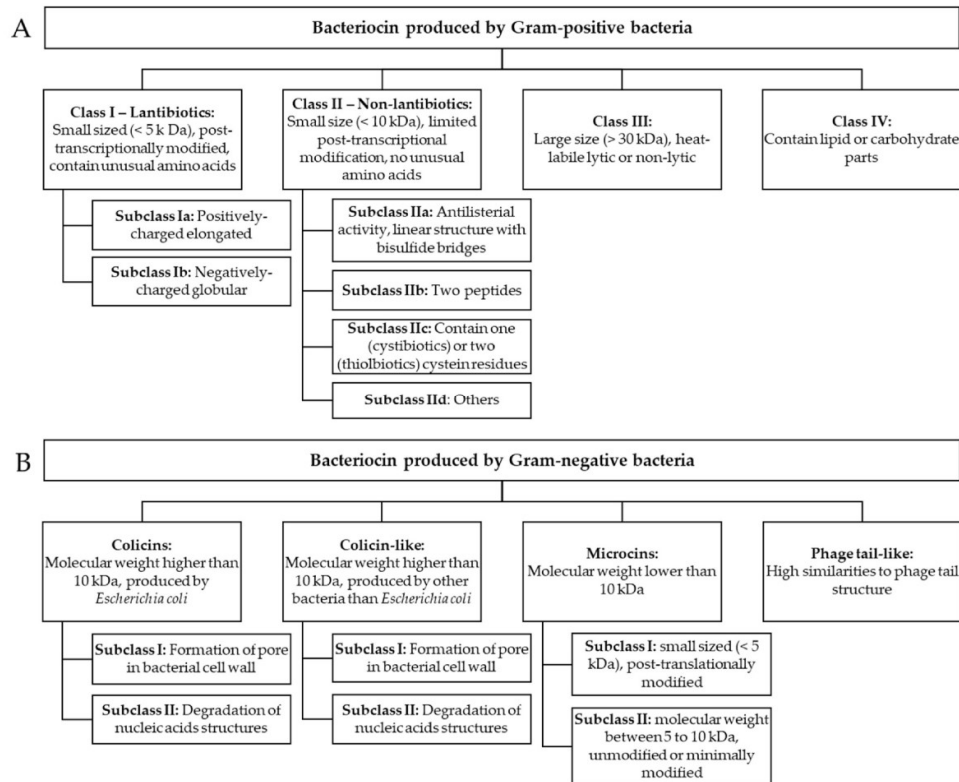 A
Bacteriocin produced by Gram-positive bacteria
Class I – Lantibiotics:
Small sized (< 5 k Da), post-
transcriptionally modified,
contain unusual amino acids
Subclass Ia: Positively-
charged elongated
Subclass Ib: Negatively-
charged globular
Class II – Non-lantibiotics:
Small size (< 10 kDa), limited
post-transcriptional
modification, no unusual
amino acids
Subclass IIa: Antilisterial
activity, linear structure with
bisulfide bridges
Subclass IIb: Two peptides
Subclass IIc: Contain one
(cystibiotics) or two
(thiolbiotics) cystein residues
Subclass IId: Others
Class III:
Large size (> 30 kDa), heat-
labile lytic or non-lytic
Class IV:
Contain lipid or carbohydrate
parts
B
Bacteriocin produced by Gram-negative bacteria
Colicins:
Molecular weight higher than
10 kDa, produced by
Escherichia coli
Subclass I: Formation of pore
in bacterial cell wall
Subclass II: Degradation of
nucleic acids structures
Colicin-like:
Molecular weight higher than
10 kDa, produced by other
bacteria than Escherichia coli
Subclass I: Formation of pore
in bacterial cell wall
Subclass II: Degradation of
nucleic acids structures
Microcins:
Molecular weight lower than
10 kDa
Subclass I: small sized (< 5
kDa), post-translationally
modified
Subclass II: molecular weight
between 5 to 10 kDa,
unmodified or minimally
modified
Phage tail-like:
High similarities to phage tail
structure